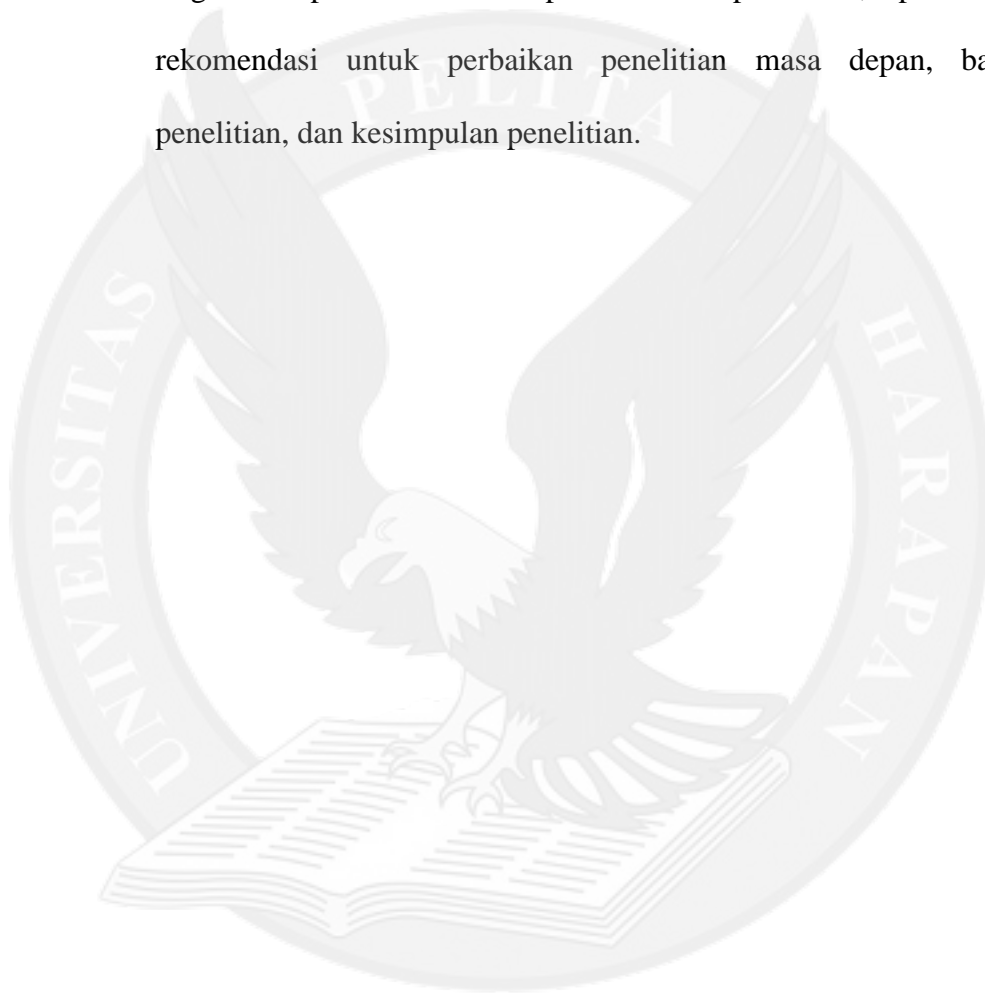 rekomendasi untuk perbaikan penelitian masa depan, ba
penelitian, dan kesimpulan penelitian.
UNIVERSITAS PELITA HARAPAN